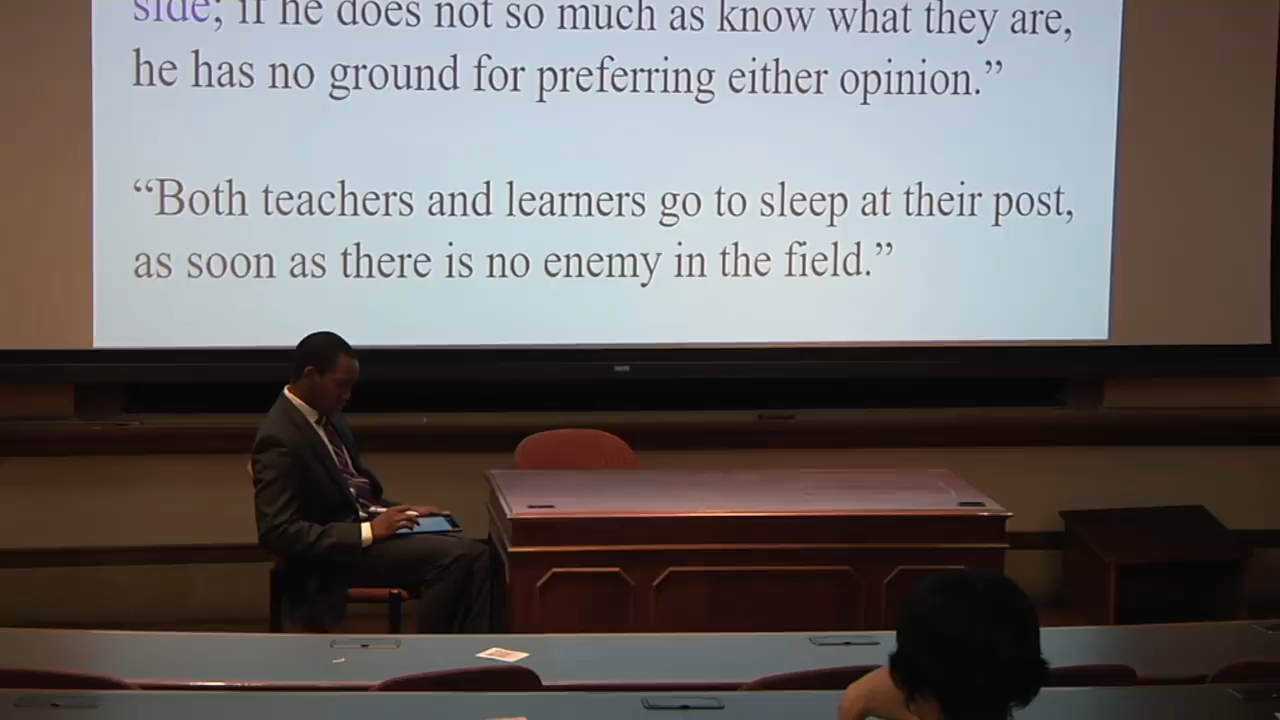 side; if he does not so much as know what they are,
he has no ground for preferring either opinion.”
“Both teachers and learners go to sleep at their post,
as soon as there is no enemy in the field.”